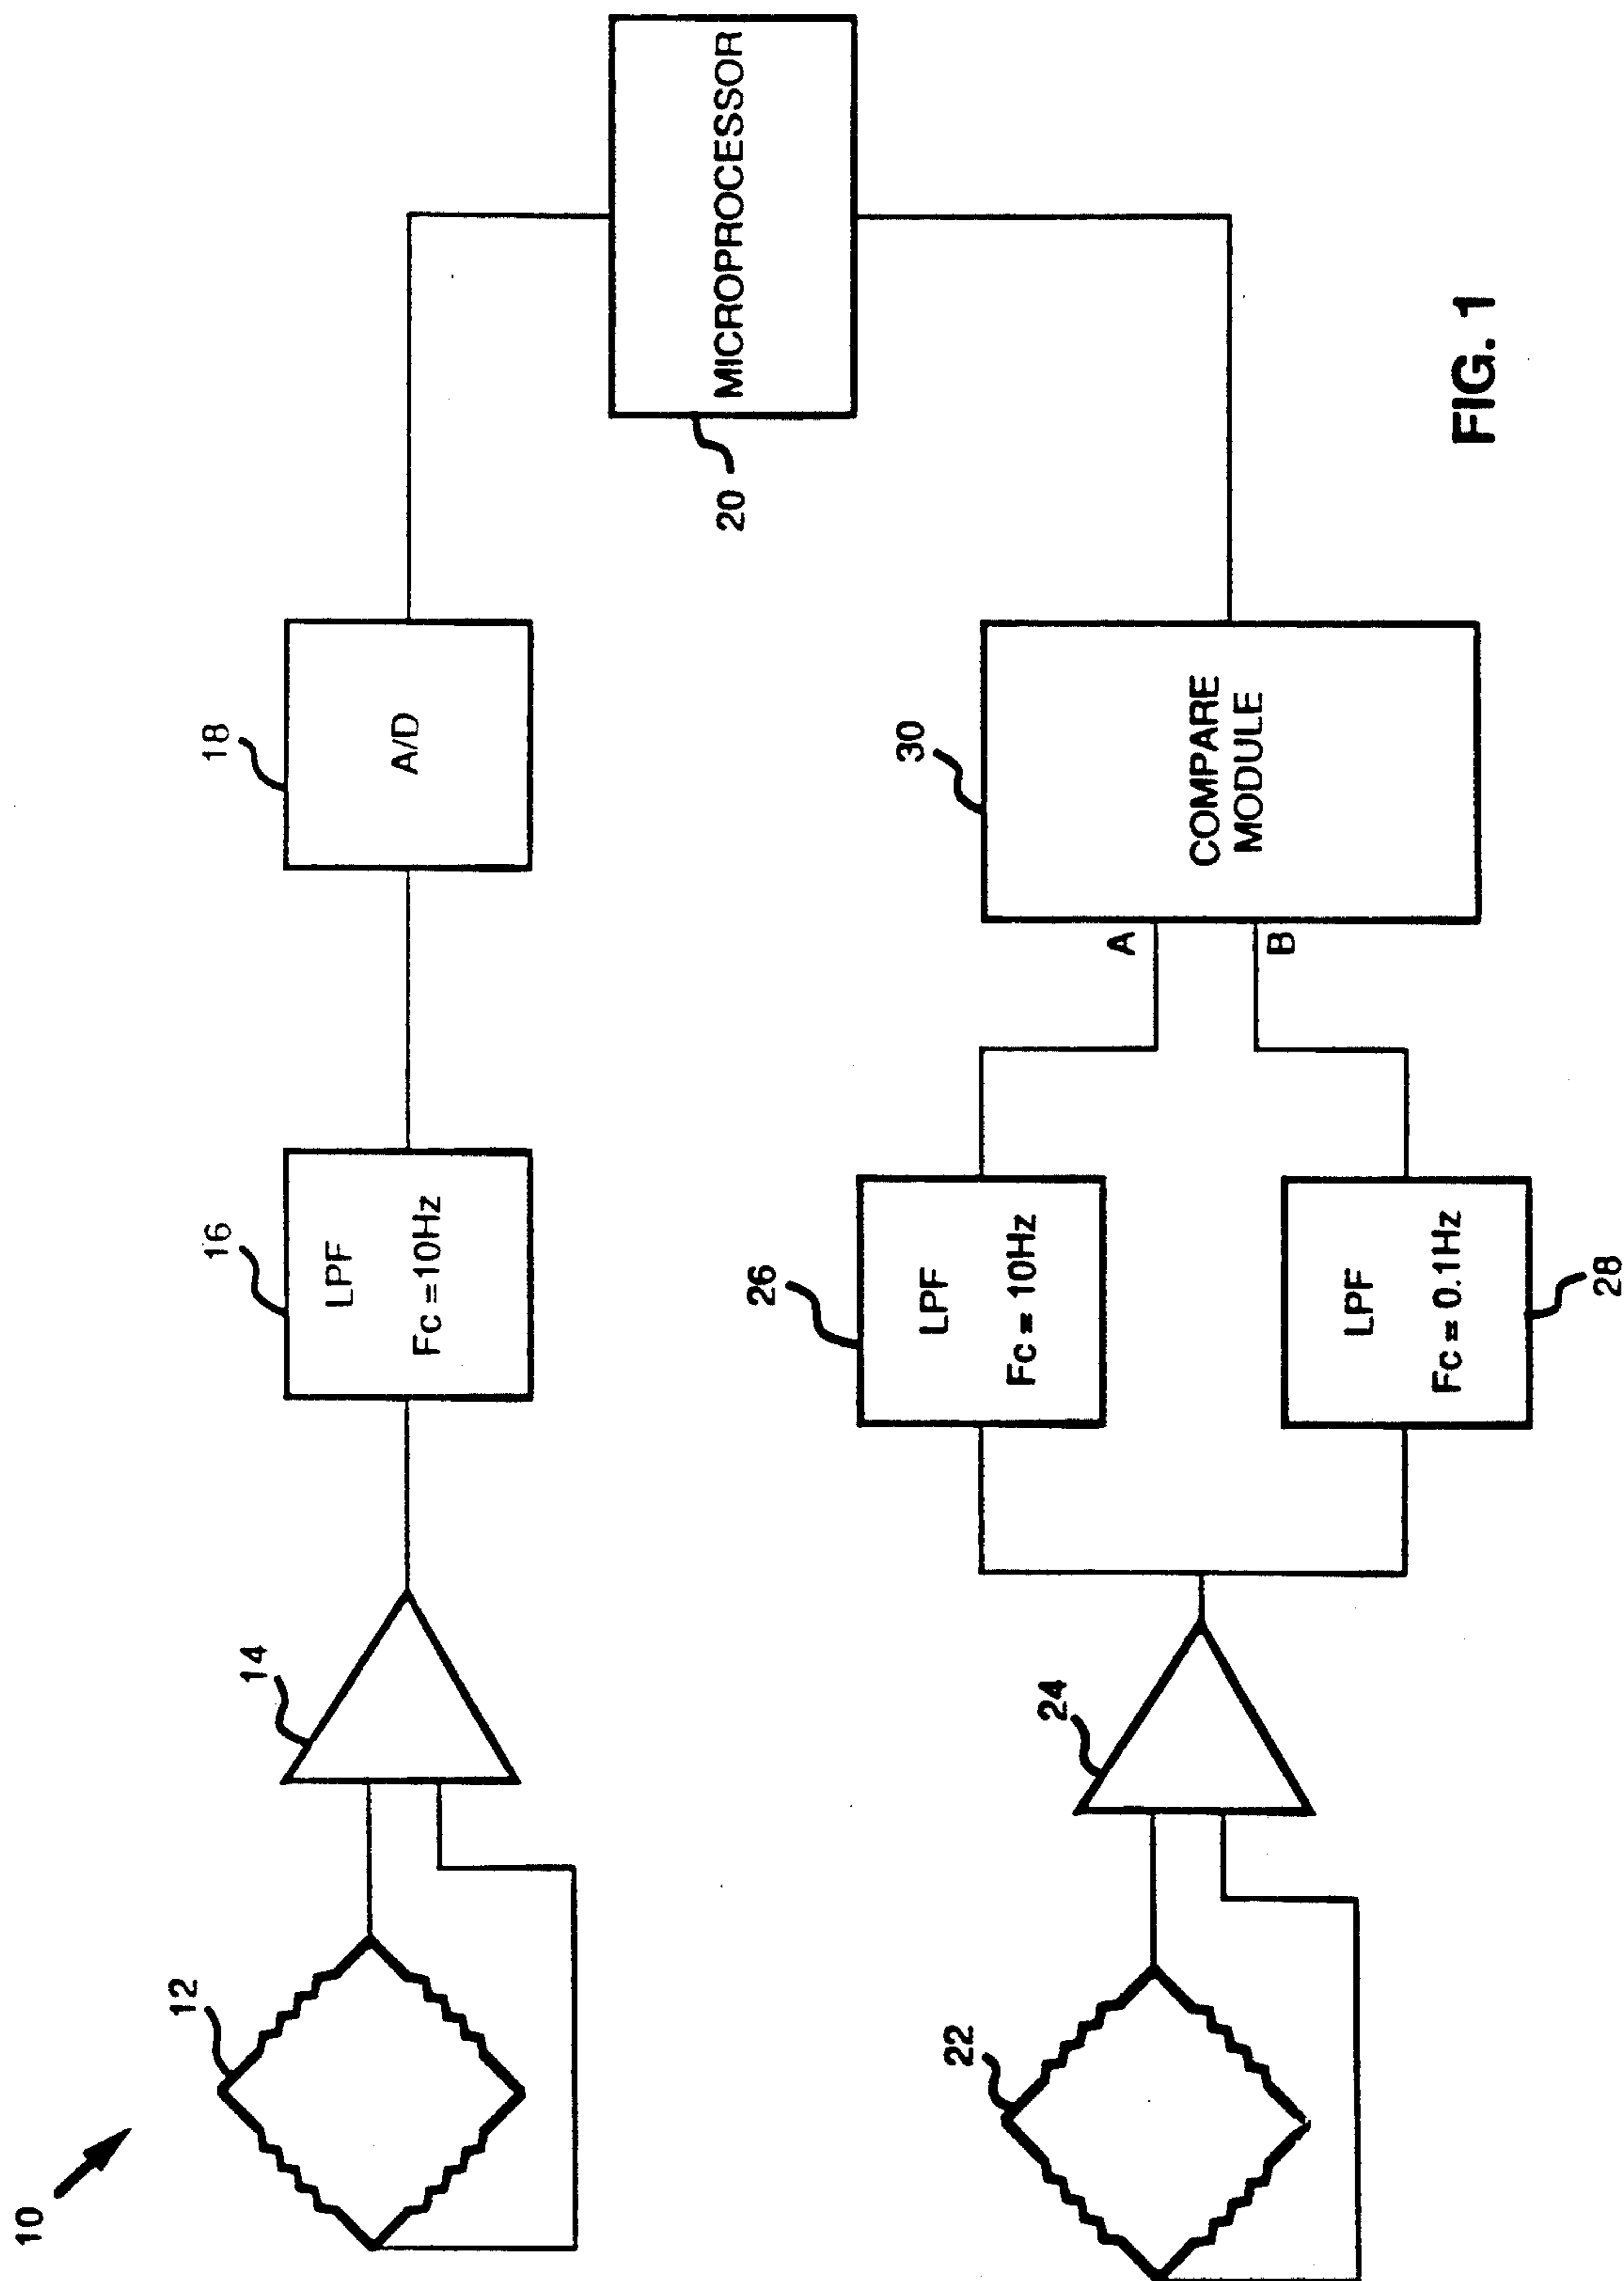 10
12
14
16
LPF
Fc=10Hz
18
A/D
20
MICROPROCESSOR
22
24
26
LPF
Fc = 10Hz
LPF
Fc = 0.1Hz
28
A
B
30
COMPARE
MODULE
FIG. 1